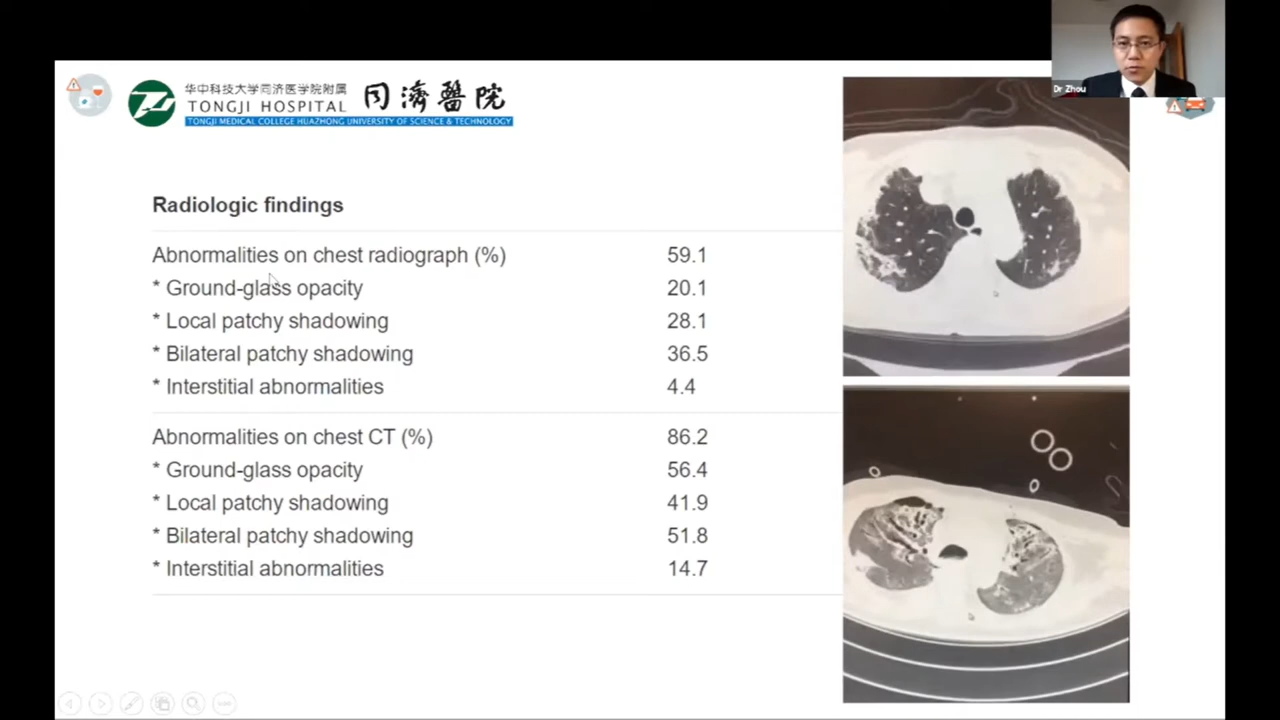 Dr Zhou
华中科技大学同济医学院附属
同濟醫院
TONGJI HOSPITAL
TONGJI MEDICAL COLLEGE HUAZHONG UNIVERSITY OF SCIENCE & TECHNOLOGY
Radiologic findings
Abnormalities on chest radiograph (%) 59.1
* Ground-glass opacity 20.1
* Local patchy shadowing 28.1
* Bilateral patchy shadowing 36.5
* Interstitial abnormalities 4.4
Abnormalities on chest CT (%) 86.2
* Ground-glass opacity 56.4
* Local patchy shadowing 41.9
* Bilateral patchy shadowing 51.8
* Interstitial abnormalities 14.7